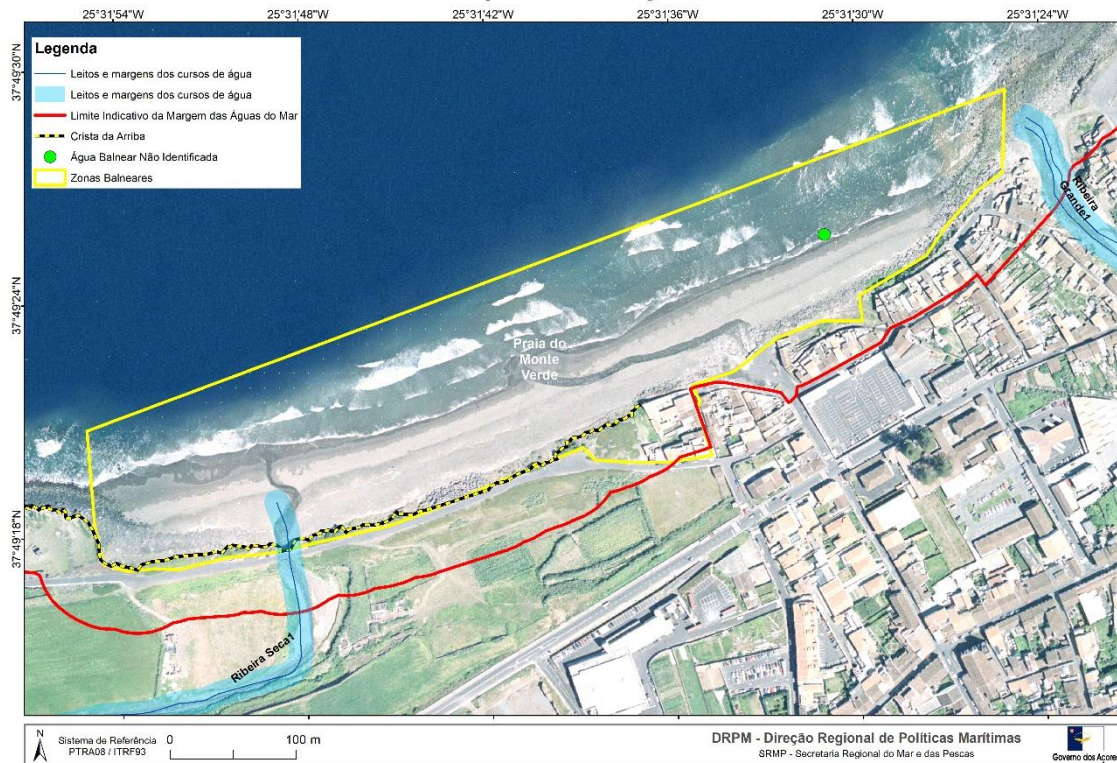 25°31'54"W
25°31'48"W
25°31'42"W
25°31'36"W
25°31'30"W
25°31'24"W
37°49'30"N
37°49'24"N
37°49'18"N
Legenda
Leitos e margens dos cursos de água
Leitos e margens dos cursos de água
Limite Indicativo da Margem das Águas do Mar
Crista da Arriba
Água Balnear Não Identificada
Zonas Balneares
Ribeira
Grande1
Praia do
Monte
Verde
Ribeira Seca1
N
Sistema de Referência
PTRA08 / ITRF93
0
100 m
DRPM - Direção Regional de Políticas Marítimas
SRMP - Secretaria Regional do Mar e das Pescas
Governo dos Açores